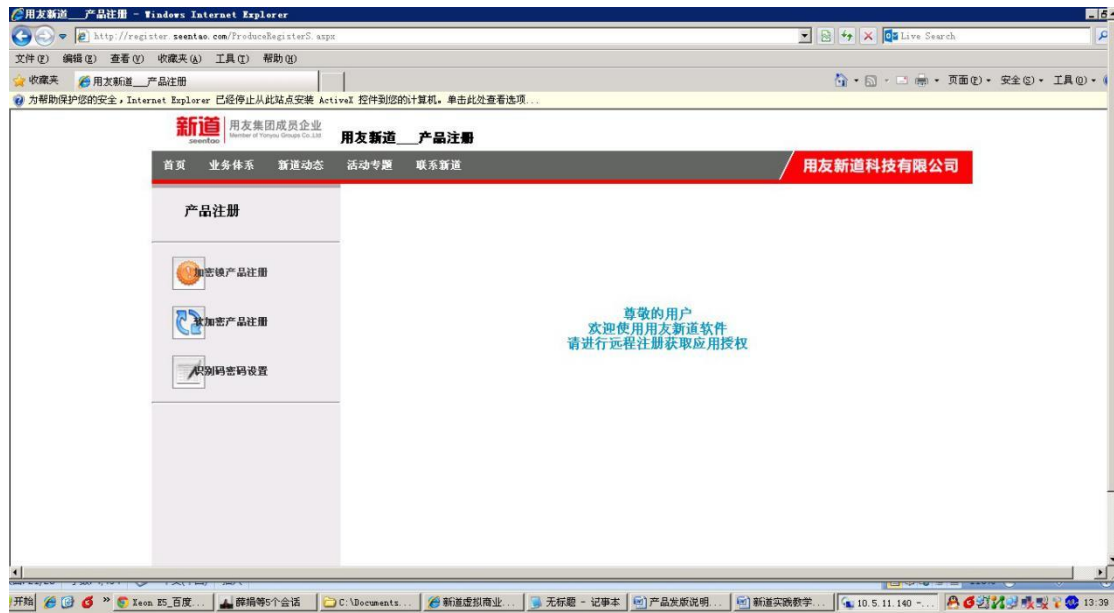 用友新道___产品注册 - Windows Internet Explorer
http://register.seentao.com/ProduceRegisterS.aspx
Live Search
文件(F) 编辑(E) 查看(V) 收藏夹(A) 工具(T) 帮助(H)
收藏夹 用友新道___产品注册 页面(P) 安全(S) 工具(O)
为帮助保护您的安全，Internet Explorer 已经停止从此站点安装 ActiveX 控件到您的计算机。单击此处查看选项...
新道 seentao 用友集团成员企业
Member of Yonyou Groups Co.Ltd
用友新道___产品注册
首页 业务体系 新道动态 活动专题 联系新道 用友新道科技有限公司
产品注册
加密锁产品注册
软加密产品注册
识别码密码设置
尊敬的用户
欢迎使用用友新道软件
请进行远程注册获取应用授权
开始 Xeon E5_百度... 薛娟等5个会话 C:\Documents... 新道虚拟商业... 无标题 - 记事本 产品发版说明... 新道实践教学... 10.5.11.140 -... 13:39